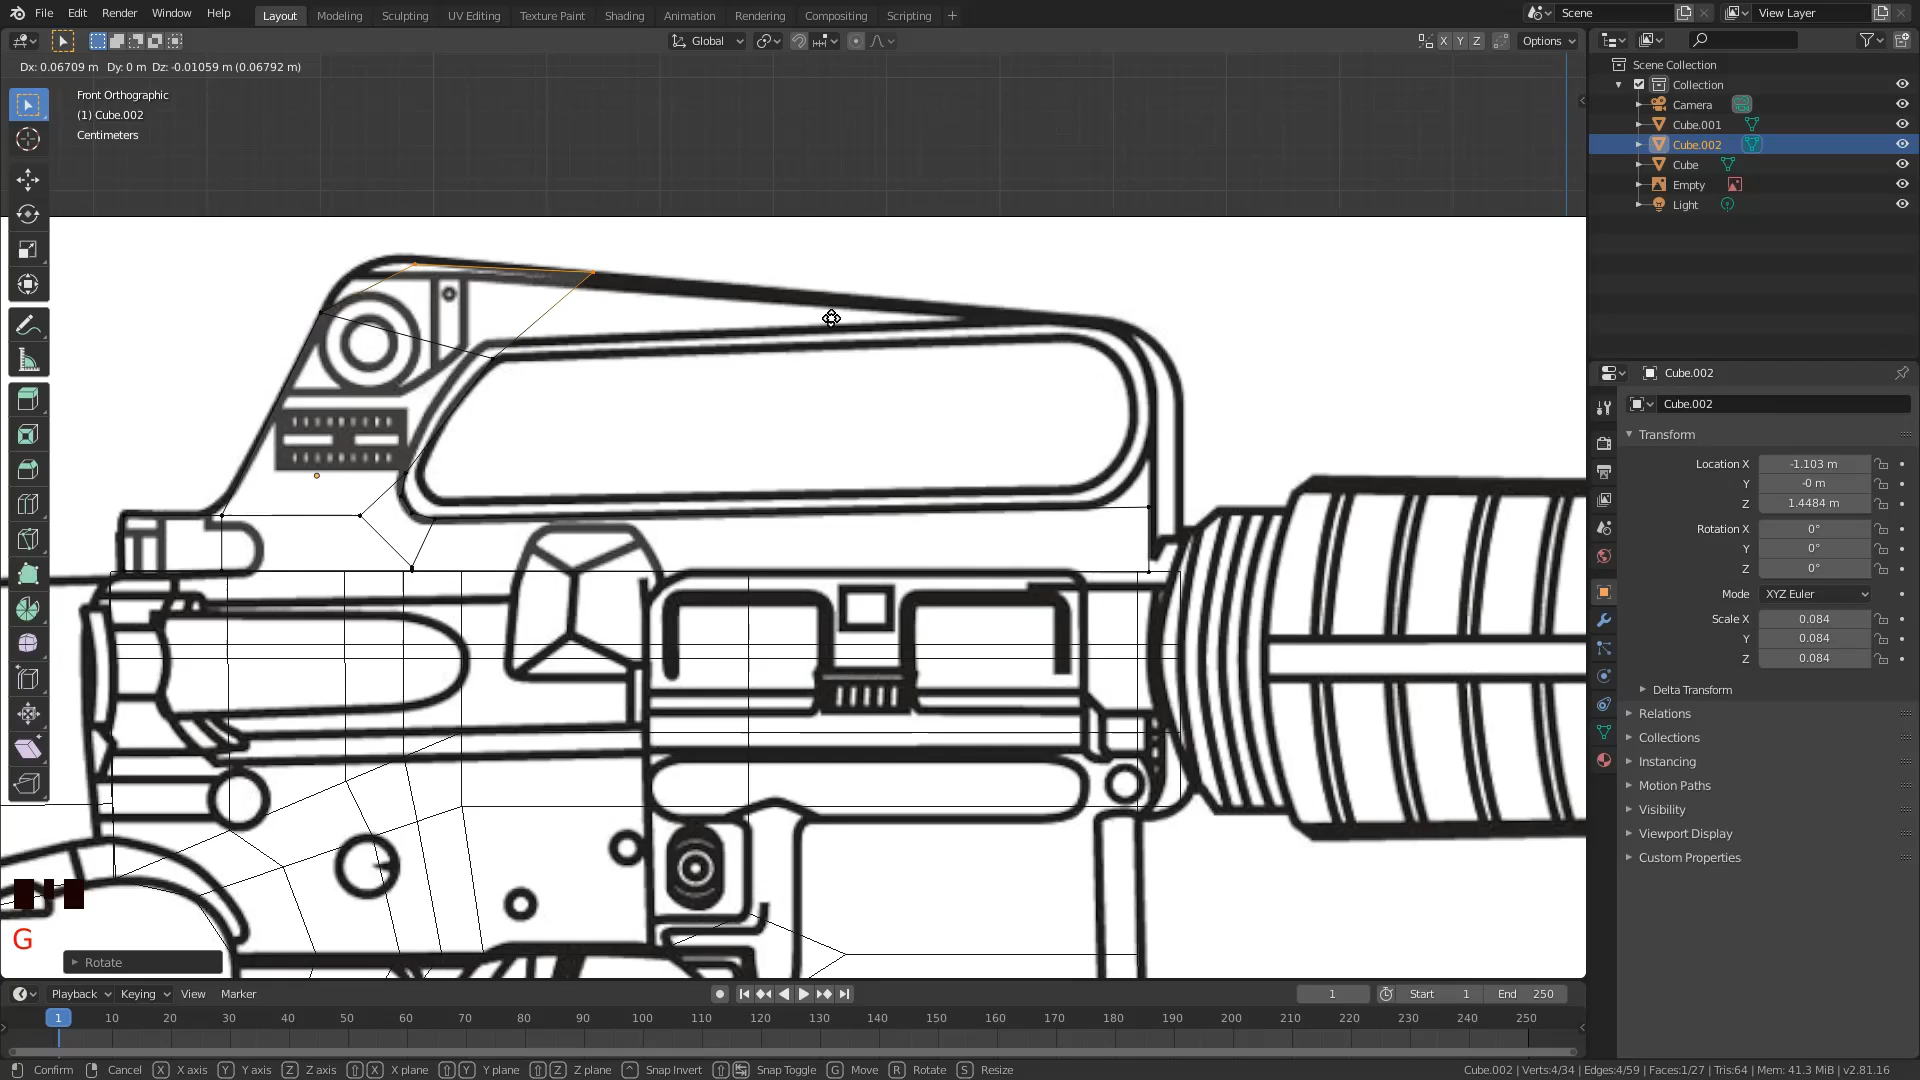 File Edit Render Window Help Layout Modeling Sculpting UV Editing Texture Paint Shading Animation Rendering Compositing Scripting + Scene View Layer
Global X Y Z Options
Dx: 0.06709 m Dy: 0 m Dz: -0.01059 m (0.06792 m)
Front Orthographic
(1) Cube.002
Centimeters
Scene Collection
Collection
Camera
Cube.001
Cube.002
Cube
Empty
Light
Cube.002
Cube.002
Transform
Location X -1.103 m
Y -0 m
Z 1.4484 m
Rotation X 0°
Y 0°
Z 0°
Mode XYZ Euler
Scale X 0.084
Y 0.084
Z 0.084
Delta Transform
Relations
Collections
Instancing
Motion Paths
Visibility
Viewport Display
Custom Properties
G
Rotate
Playback Keying View Marker 1 Start 1 End 250
1 10 20 30 40 50 60 70 80 90 100 110 120 130 140 150 160 170 180 190 200 210 220 230 240 250
Confirm Cancel X X axis Y Y axis Z Z axis X X plane Y Y plane Z Z plane Snap Invert Snap Toggle G Move R Rotate S Resize Cube.002 | Verts:4/34 | Edges:4/59 | Faces:1/27 | Tris:64 | Mem: 41.3 MiB | v2.81.16